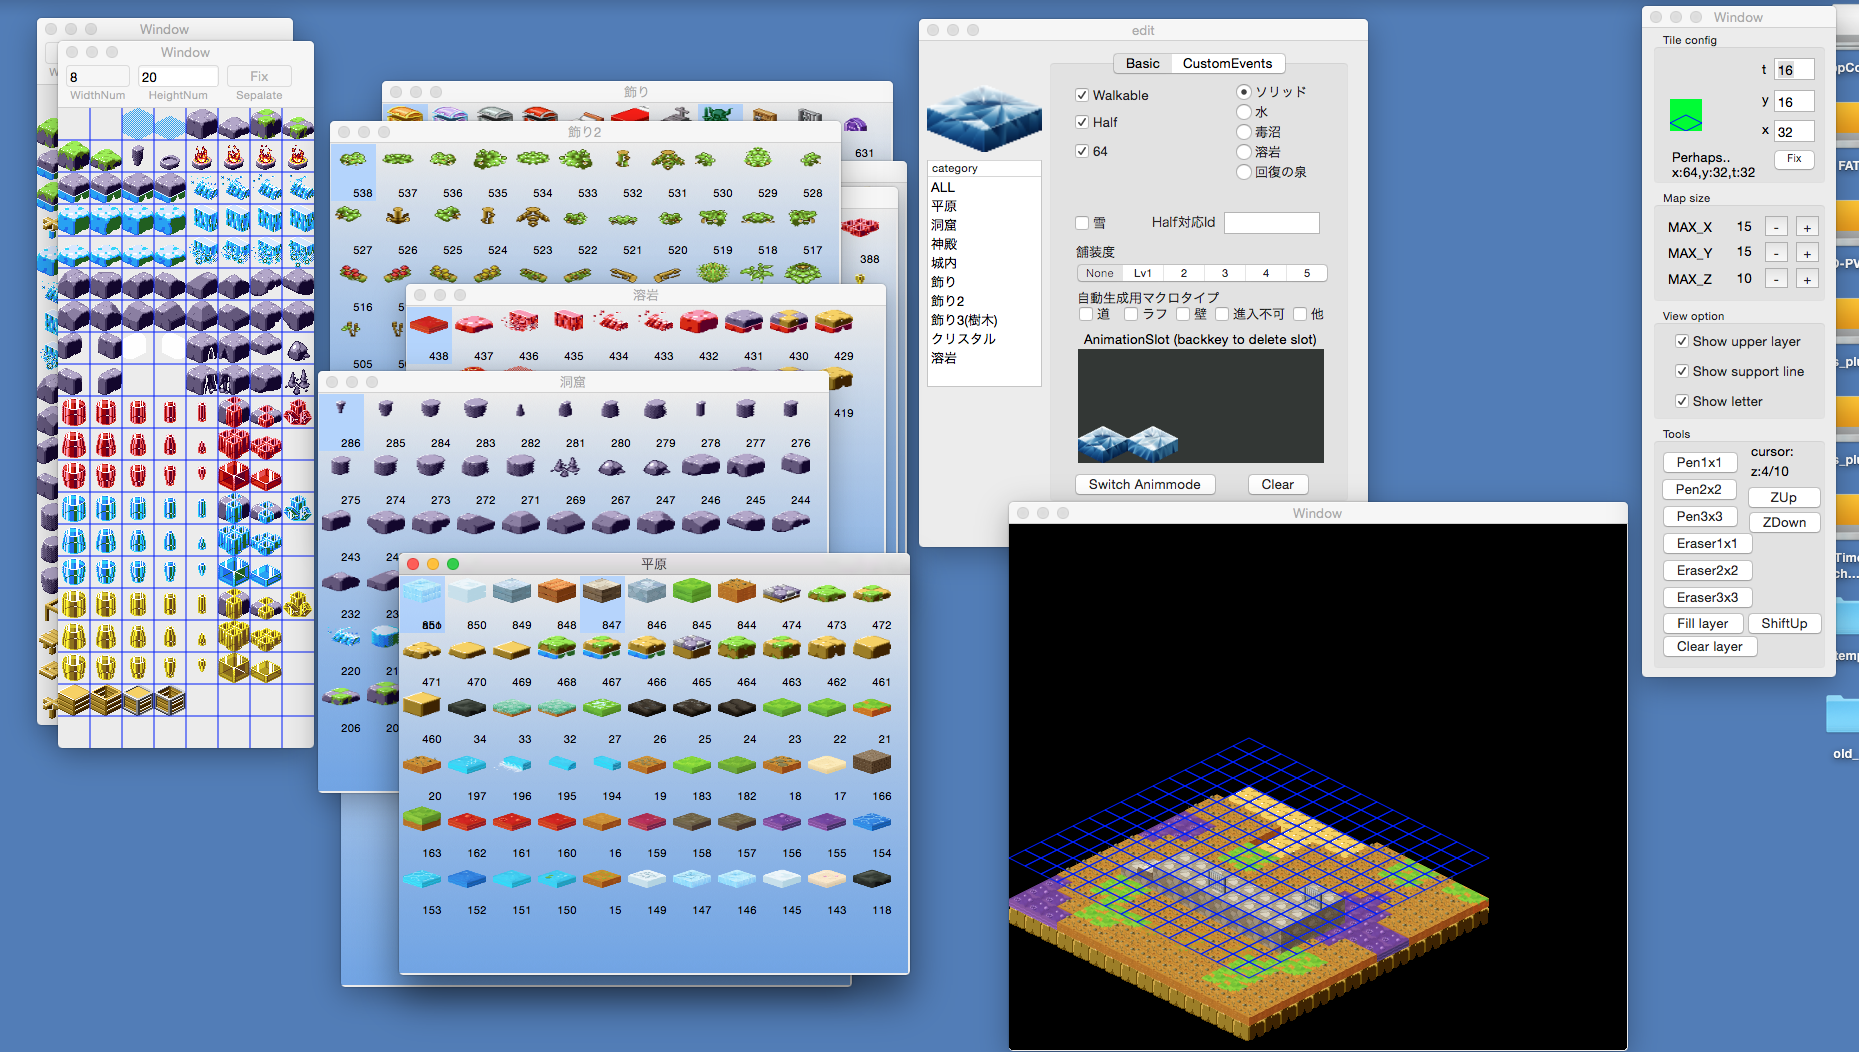 Window
Window
8 20 Fix
WidthNum HeightNum Sepalate
飾り
631
飾り2
538 537 536 535 534 533 532 531 530 529 528
527 526 525 524 523 522 521 520 519 518 517
516
505
388
溶岩
438 437 436 435 434 433 432 431 430 429
419
洞窟
286 285 284 283 282 281 280 279 278 277 276
275 274 273 272 271 269 267 247 246 245 244
243
232
220
206
平原
850 849 848 847 846 845 844 474 473 472
471 470 469 468 467 466 465 464 463 462 461
460 34 33 32 27 26 25 24 23 22 21
20 197 196 195 194 19 183 182 18 17 166
163 162 161 160 16 159 158 157 156 155 154
153 152 151 150 15 149 147 146 145 143 118
edit
Basic CustomEvents
Walkable
Half
64
ソリッド
水
毒沼
溶岩
回復の泉
category
ALL
平原
洞窟
神殿
城内
飾り
飾り2
飾り3(樹木)
クリスタル
溶岩
雪 Half対応Id
舗装度
None Lv1 2 3 4 5
自動生成用マクロタイプ
道 ラフ 壁 進入不可 他
AnimationSlot (backkey to delete slot)
Switch Animmode Clear
Window
Window
Tile config
t 16
y 16
x 32
Perhaps..
x:64,y:32,t:32
Fix
Map size
MAX_X 15 - +
MAX_Y 15 - +
MAX_Z 10 - +
View option
Show upper layer
Show support line
Show letter
Tools
Pen1x1
Pen2x2
Pen3x3
Eraser1x1
Eraser2x2
Eraser3x3
Fill layer
Clear layer
cursor:
z:4/10
ZUp
ZDown
ShiftUp
FAT
old_